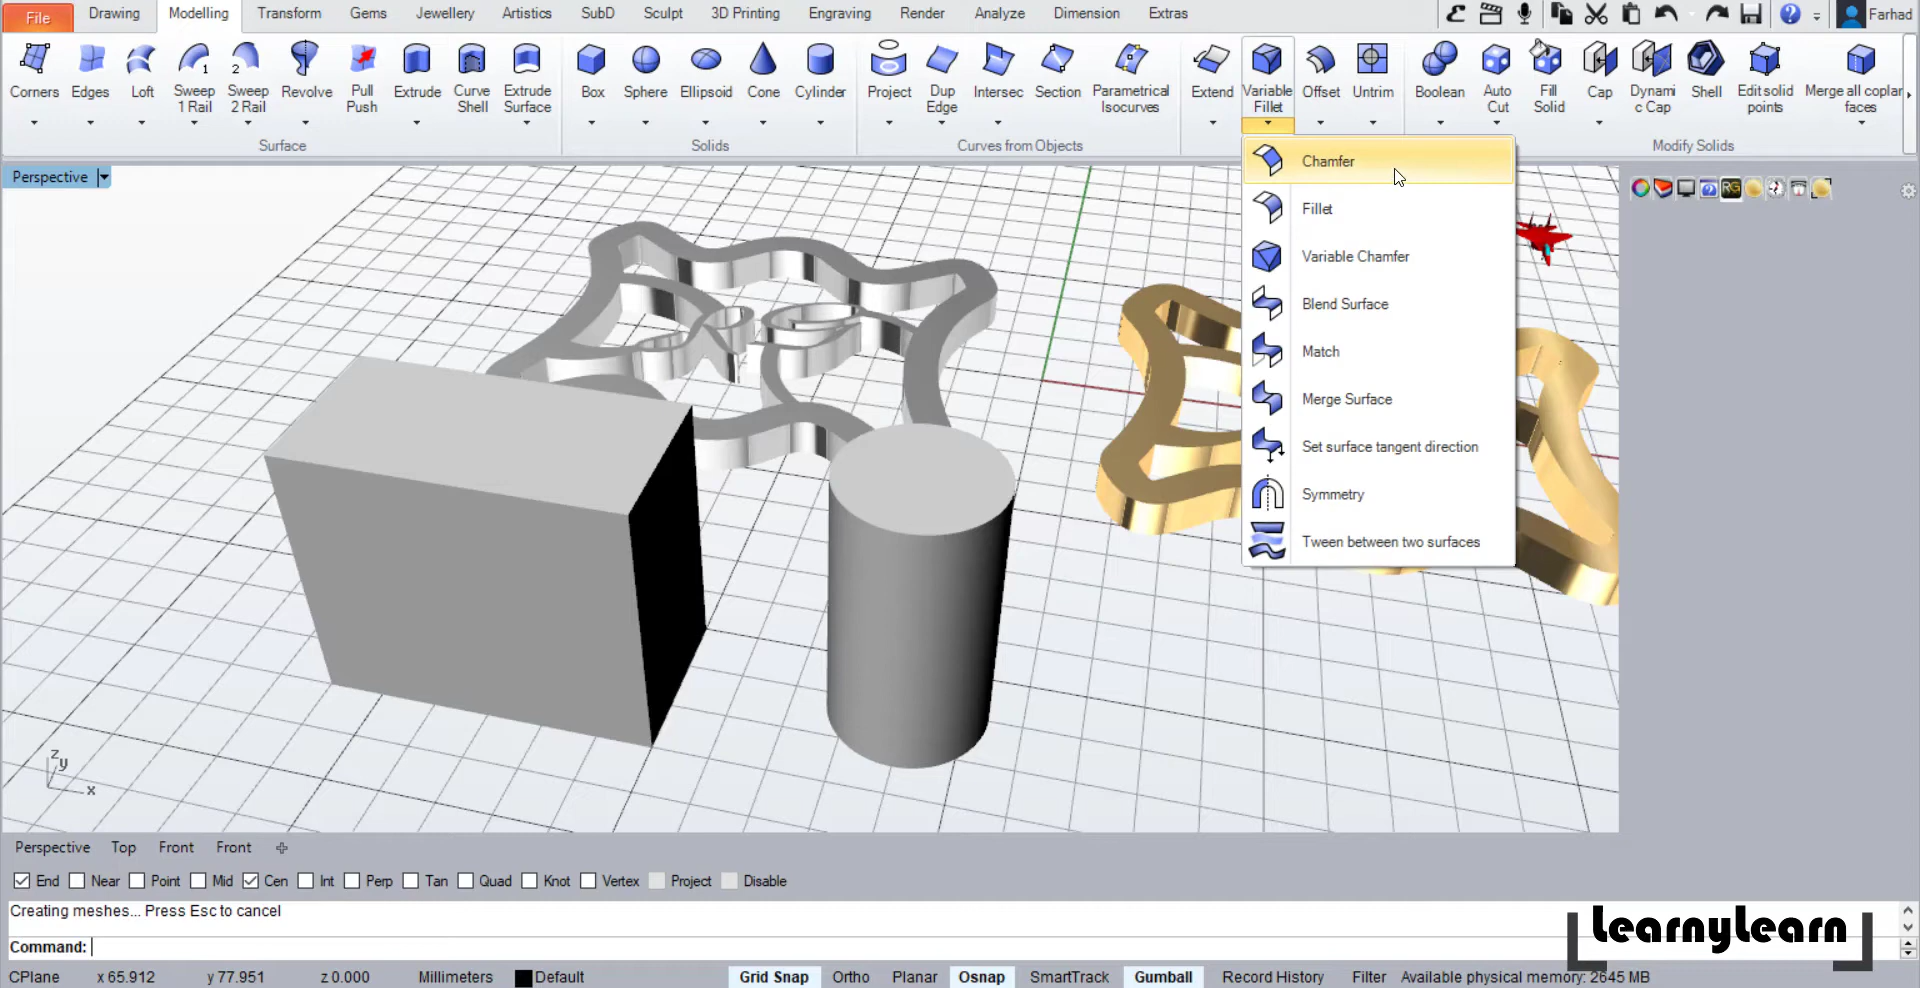 File Drawing Modelling Transform Gems Jewellery Artistics SubD Sculpt 3D Printing Engraving Render Analyze Dimension Extras Farhad
Corners Edges Loft Sweep 1 Rail Sweep 2 Rail Revolve Pull Push Extrude Curve Shell Extrude Surface Box Sphere Ellipsoid Cone Cylinder Project Dup Edge Intersec Section Parametrical Isocurves Extend Variable Fillet Offset Untrim Boolean Auto Cut Fill Solid Cap Dynami c Cap Shell Edit solid points Merge all coplar faces
Surface Solids Curves from Objects Modify Solids
Perspective
Chamfer
Fillet
Variable Chamfer
Blend Surface
Match
Merge Surface
Set surface tangent direction
Symmetry
Tween between two surfaces
RG
z
y
x
Perspective Top Front Front
End Near Point Mid Cen Int Perp Tan Quad Knot Vertex Project Disable
Creating meshes... Press Esc to cancel
Command:
LearnyLearn
CPlane x 65.912 y 77.951 z 0.000 Millimeters Default Grid Snap Ortho Planar Osnap SmartTrack Gumball Record History Filter Available physical memory: 2645 MB